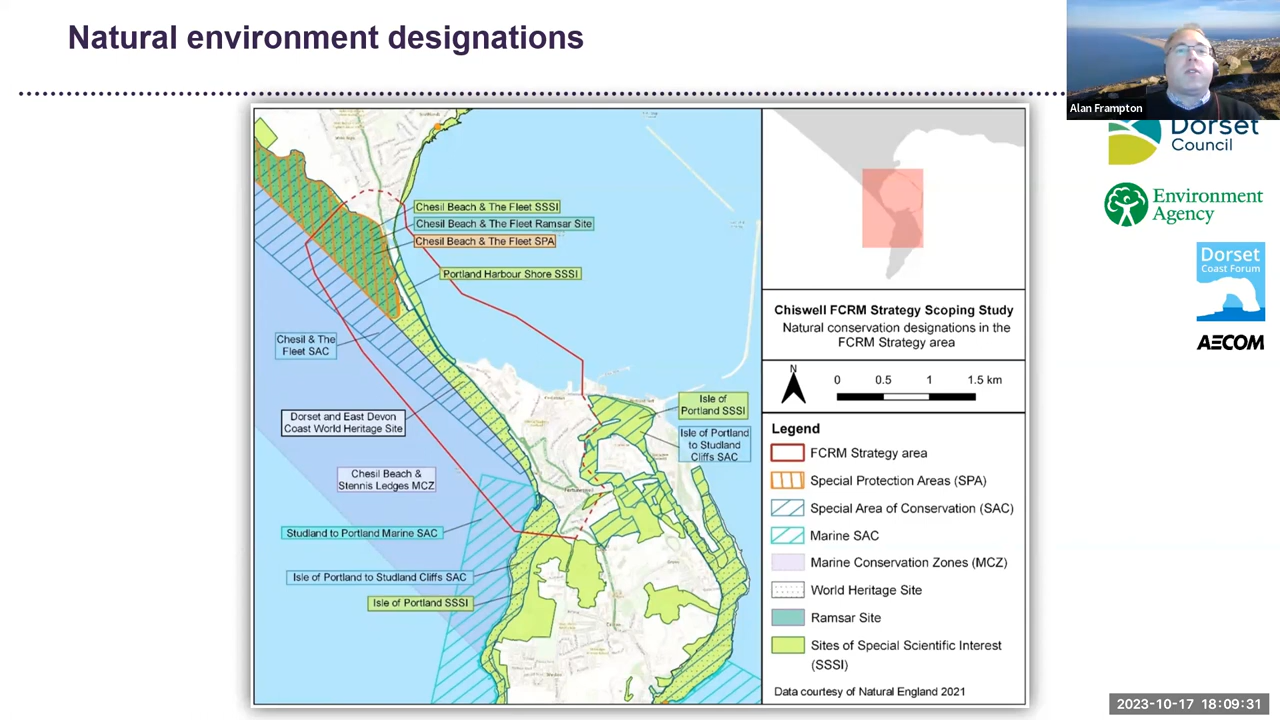 Natural environment designations
Alan Frampton
Dorset
Council
Environment
Agency
Dorset
Coast Forum
AECOM
Chesil Beach & The Fleet SSSI
Chesil Beach & The Fleet Ramsar Site
Chesil Beach & The Fleet SPA
Portland Harbour Shore SSSI
Chesil & The
Fleet SAC
Dorset and East Devon
Coast World Heritage Site
Chesil Beach &
Stennis Ledges MCZ
Studland to Portland Marine SAC
Isle of Portland to Studland Cliffs SAC
Isle of Portland SSSI
Isle of
Portland SSSI
Isle of Portland
to Studland
Cliffs SAC
Chiswell FCRM Strategy Scoping Study
Natural conservation designations in the
FCRM Strategy area
N
0 0.5 1 1.5 km
Legend
FCRM Strategy area
Special Protection Areas (SPA)
Special Area of Conservation (SAC)
Marine SAC
Marine Conservation Zones (MCZ)
World Heritage Site
Ramsar Site
Sites of Special Scientific Interest
(SSSI)
Data courtesy of Natural England 2021
2023-10-17 18:09:31